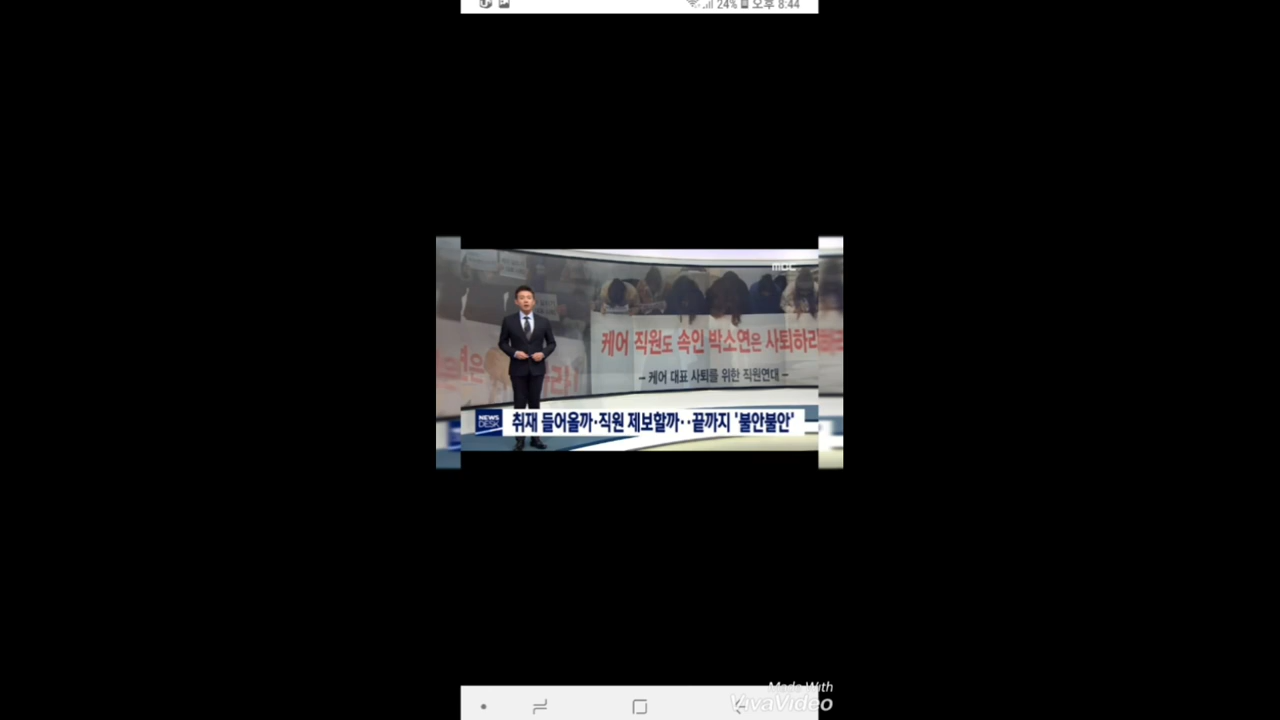 24% 오후 8:44
MBC
케어 직원도 속인 박소연은 사퇴하라
– 케어 대표 사퇴를 위한 직원연대 –
NEWS DESK 취재 들어올까·직원 제보할까‥끝까지 '불안불안'
Made With
VivaVideo